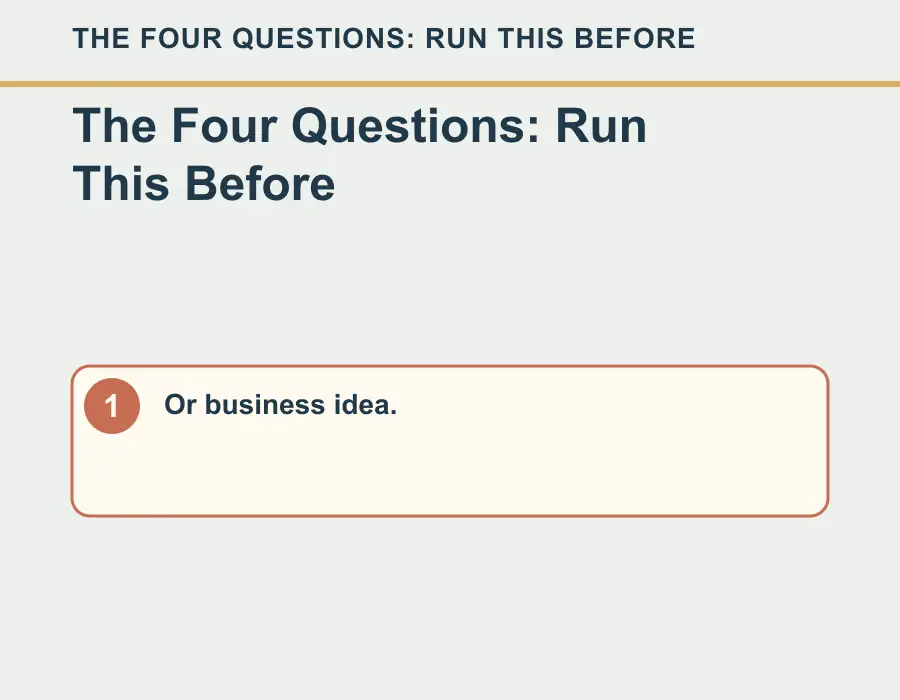 THE FOUR QUESTIONS: RUN THIS BEFORE
The Four Questions: Run
This Before
1 Or business idea.